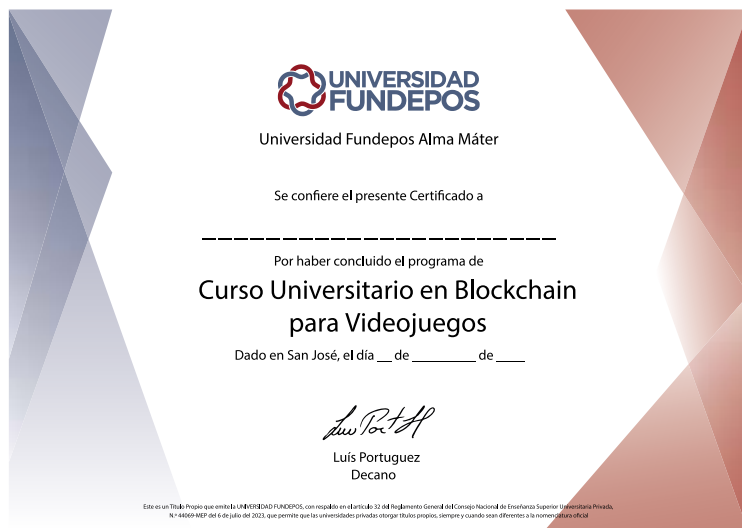 UNIVERSIDAD
FUNDEPOS
Universidad Fundepos Alma Máter
Se confiere el presente Certificado a
_______________________
Por haber concluido el programa de
Curso Universitario en Blockchain
para Videojuegos
Dado en San José, el día __ de _________ de ____
Luís Portuguez
Decano
Este es un Título Propio que emite la UNIVERSIDAD FUNDEPOS, con respaldo en el artículo 32 del Reglamento General del Consejo Nacional de Enseñanza Superior Universitaria Privada,
N.º 44069-MEP del 6 de julio del 2023, que permite que las universidades privadas otorgar títulos propios, siempre y cuando sean diferentes a la nomenclatura oficial